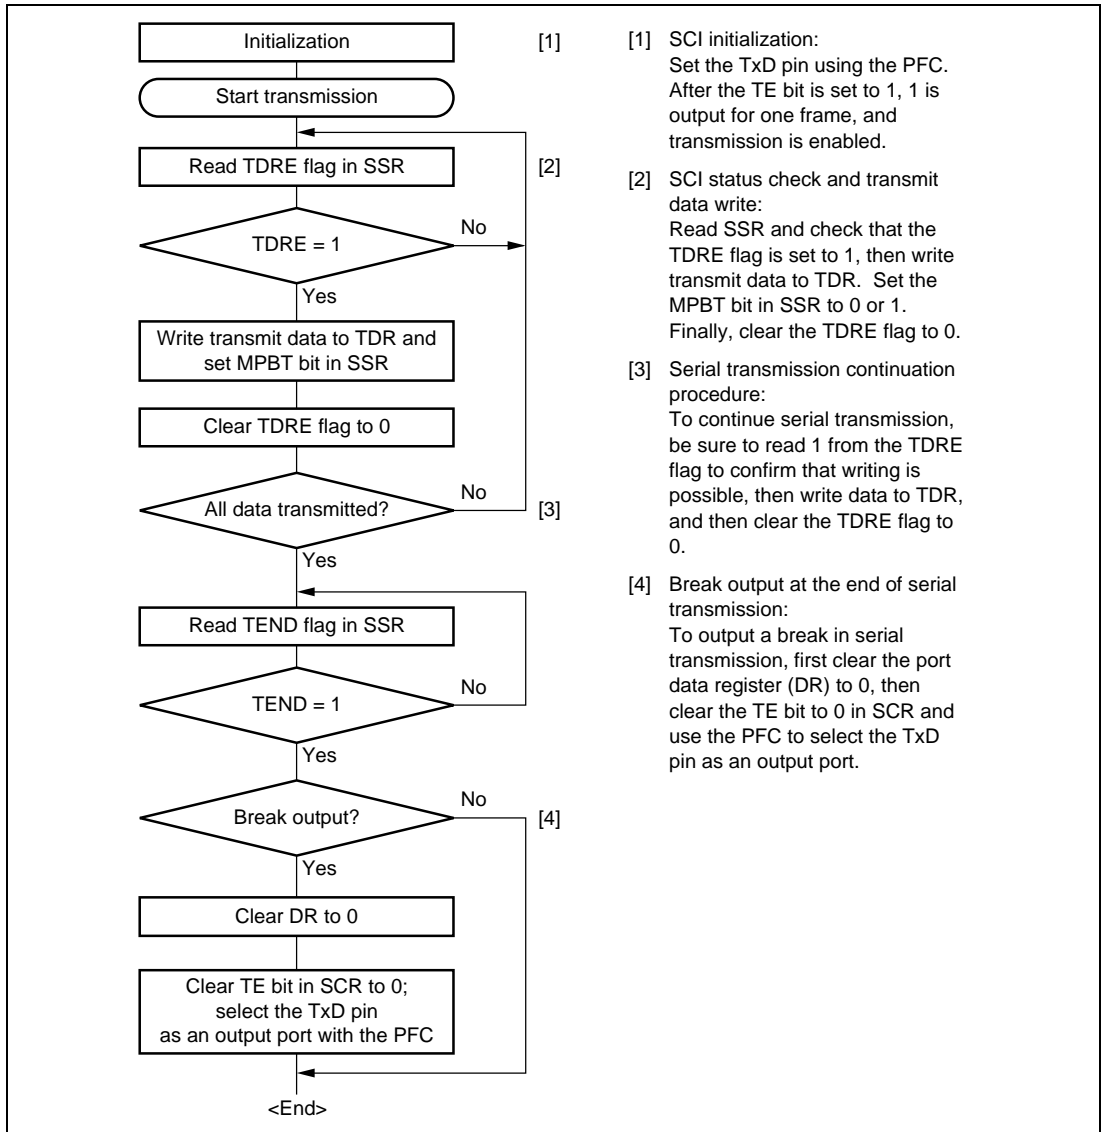 Initialization
[1]
Start transmission
Read TDRE flag in SSR
[2]
No
TDRE = 1
Yes
Write transmit data to TDR and
set MPBT bit in SSR
Clear TDRE flag to 0
No
All data transmitted?
[3]
Yes
Read TEND flag in SSR
No
TEND = 1
Yes
No
Break output?
[4]
Yes
Clear DR to 0
Clear TE bit in SCR to 0;
select the TxD pin
as an output port with the PFC
<End>
[1] SCI initialization:
Set the TxD pin using the PFC.
After the TE bit is set to 1, 1 is
output for one frame, and
transmission is enabled.
[2] SCI status check and transmit
data write:
Read SSR and check that the
TDRE flag is set to 1, then write
transmit data to TDR. Set the
MPBT bit in SSR to 0 or 1.
Finally, clear the TDRE flag to 0.
[3] Serial transmission continuation
procedure:
To continue serial transmission,
be sure to read 1 from the TDRE
flag to confirm that writing is
possible, then write data to TDR,
and then clear the TDRE flag to
0.
[4] Break output at the end of serial
transmission:
To output a break in serial
transmission, first clear the port
data register (DR) to 0, then
clear the TE bit to 0 in SCR and
use the PFC to select the TxD
pin as an output port.